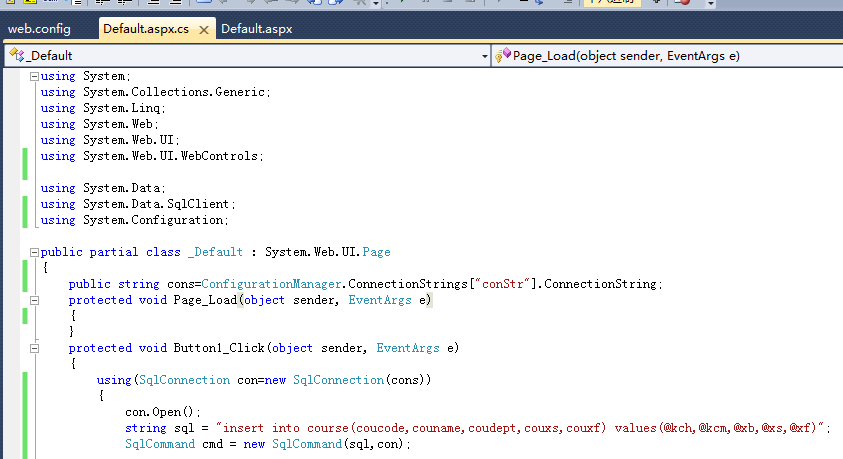 web.config Default.aspx.cs Default.aspx
_Default Page_Load(object sender, EventArgs e)
using System;
using System.Collections.Generic;
using System.Linq;
using System.Web;
using System.Web.UI;
using System.Web.UI.WebControls;
using System.Data;
using System.Data.SqlClient;
using System.Configuration;
public partial class _Default : System.Web.UI.Page
{
public string cons=ConfigurationManager.ConnectionStrings["conStr"].ConnectionString;
protected void Page_Load(object sender, EventArgs e)
{
}
protected void Button1_Click(object sender, EventArgs e)
{
using(SqlConnection con=new SqlConnection(cons))
{
con.Open();
string sql = "insert into course(coucode,couname,coudept,couxs,couxf) values(@kch,@kcm,@xb,@xs,@xf)";
SqlCommand cmd = new SqlCommand(sql,con);